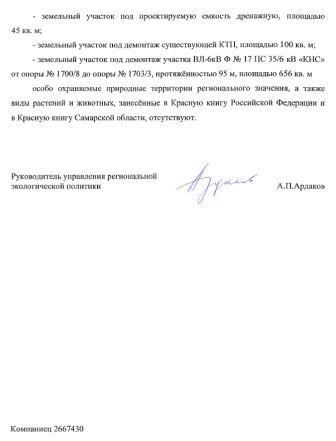 - земельный участок под проектируемую емкость дренажную, площадью
45 кв. м;
- земельный участок под демонтаж существующей КТП, площадью 100 кв. м;
- земельный участок под демонтаж участка ВЛ-6кВ Ф № 17 ПС 35/6 кВ «КНС»
от опоры № 1700/8 до опоры № 1703/3, протяжённостью 95 м, площадью 656 кв. м
особо охраняемые природные территории регионального значения, а также
виды растений и животных, занесённые в Красную книгу Российской Федерации и
в Красную книгу Самарской области, отсутствуют.
Руководитель управления региональной
экологической политики
А.П.Ардаков
Компаниец 2667430